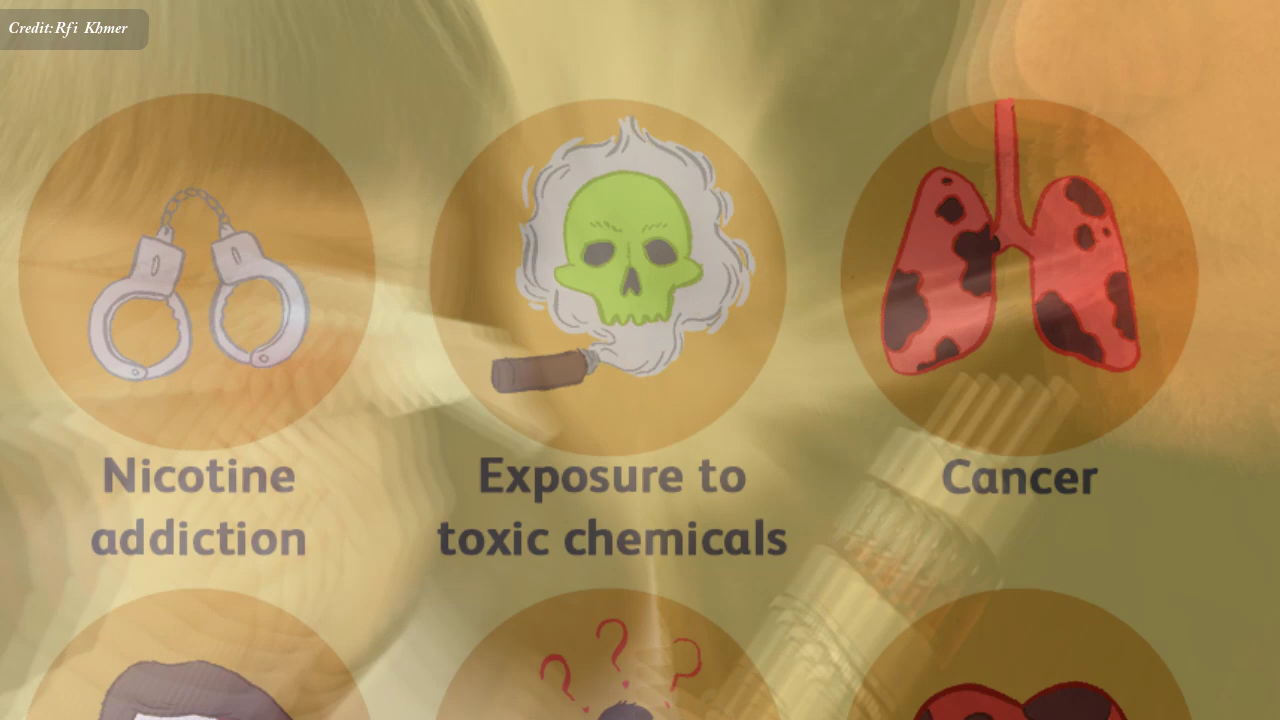 Credit:Rfi Khmer
Nicotine
addiction
Exposure to
toxic chemicals
Cancer
? ? ?